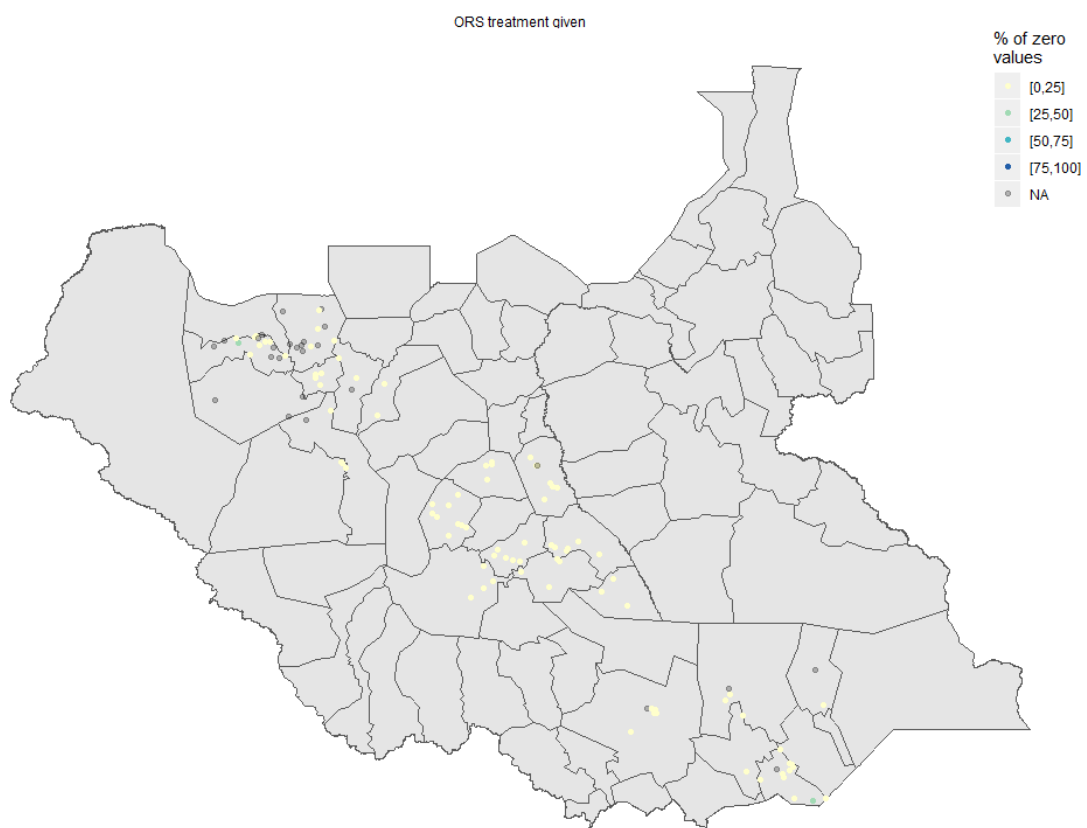 ORS treatment given
% of zero
values
[0,25]
[25,50]
[50,75]
[75,100]
NA